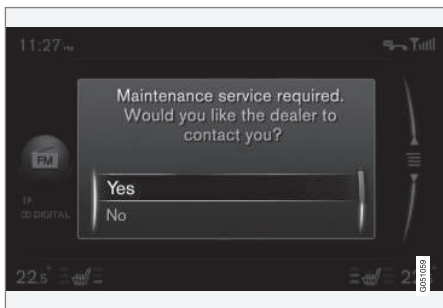 11:27 PM
Maintenance service required.
Would you like the dealer to
contact you?
FM
Yes
No
TP
DIGITAL
22.5°
G051059